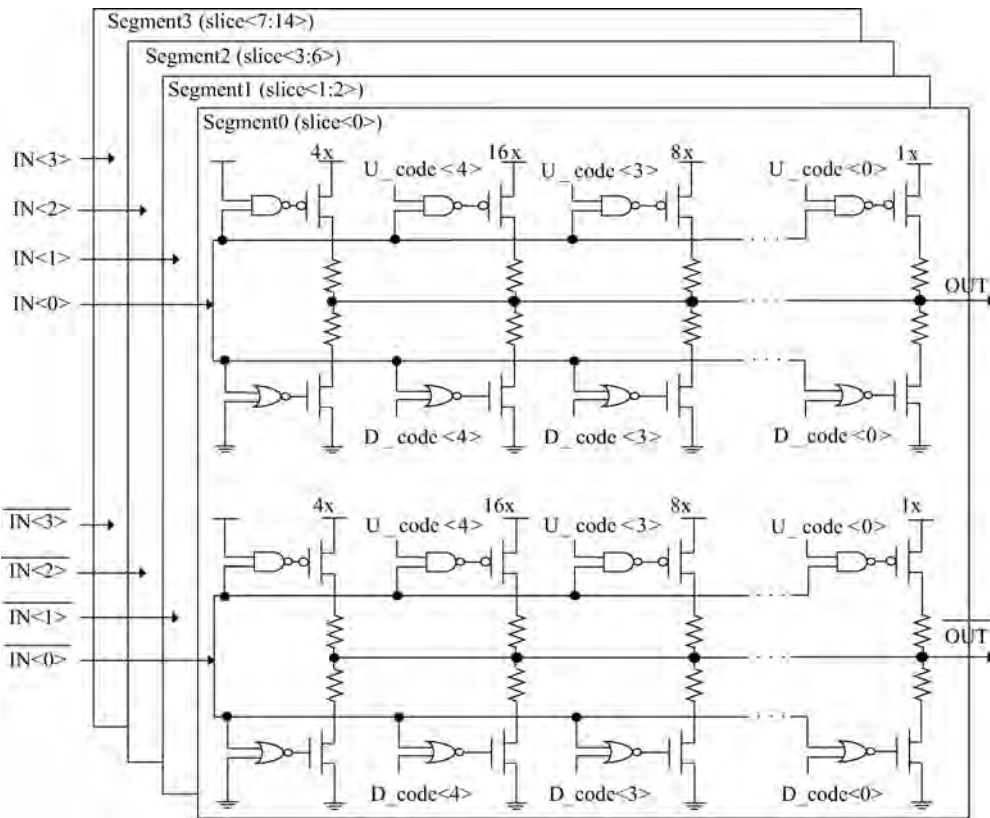 Segment3 (slice<7:14>)
Segment2 (slice<3:6>)
Segment1 (slice<1:2>)
Segment0 (slice<0>)
4x 16x 8x 1x
U_code<4> U_code<3> U_code<0>
IN<3>
IN<2>
IN<1>
IN<0>
OUT
D_code<4> D_code<3> D_code<0>
4x 16x 8x 1x
U_code<4> U_code<3> U_code<0>
IN<3>
IN<2>
IN<1>
IN<0>
OUT
D_code<4> D_code<3> D_code<0>